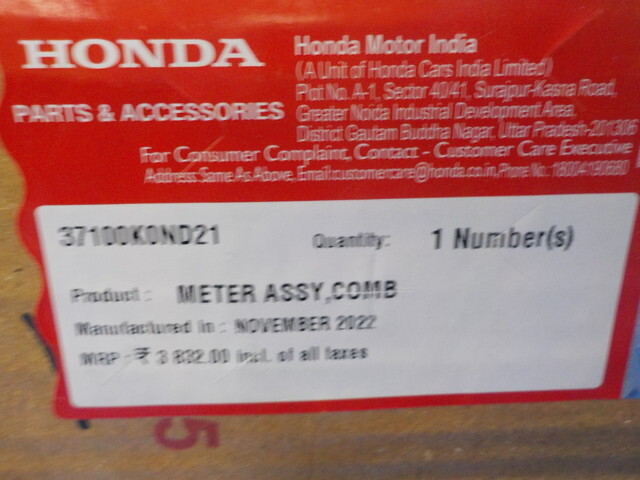 HONDA
PARTS & ACCESSORIES
Honda Motor India
(A Unit of Honda Cars India Limited)
Plot No. A-1, Sector 40/41, Surajpur-Kasna Road,
Greater Noida Industrial Development Area,
District Gautam Buddha Nagar, Uttar Pradesh-201306
For Consumer Complaint, Contact - Customer Care Executive
Address Same As Above, Email:customercare@honda.co.in, Phone No.:
37100K0ND21 Quantity: 1 Number(s)
Product : METER ASSY,COMB
Manufactured in : NOVEMBER 2022
MRP : ₹ 3 832.00 incl. of all taxes
5